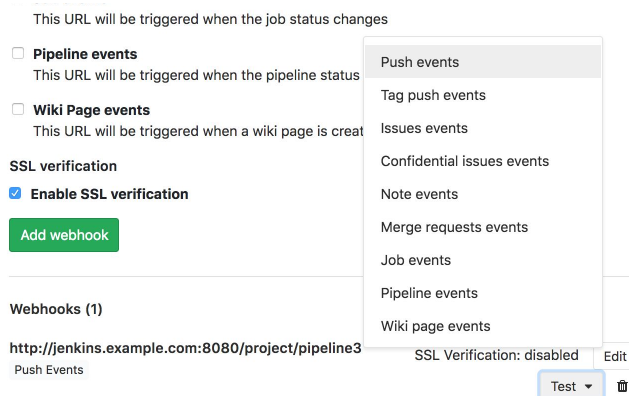 This URL will be triggered when the job status changes
Pipeline events
This URL will be triggered when the pipeline status
Wiki Page events
This URL will be triggered when a wiki page is creat
SSL verification
Enable SSL verification
Add webhook
Push events
Tag push events
Issues events
Confidential issues events
Note events
Merge requests events
Job events
Pipeline events
Wiki page events
Webhooks (1)
http://jenkins.example.com:8080/project/pipeline3
SSL Verification: disabled
Edit
Push Events
Test